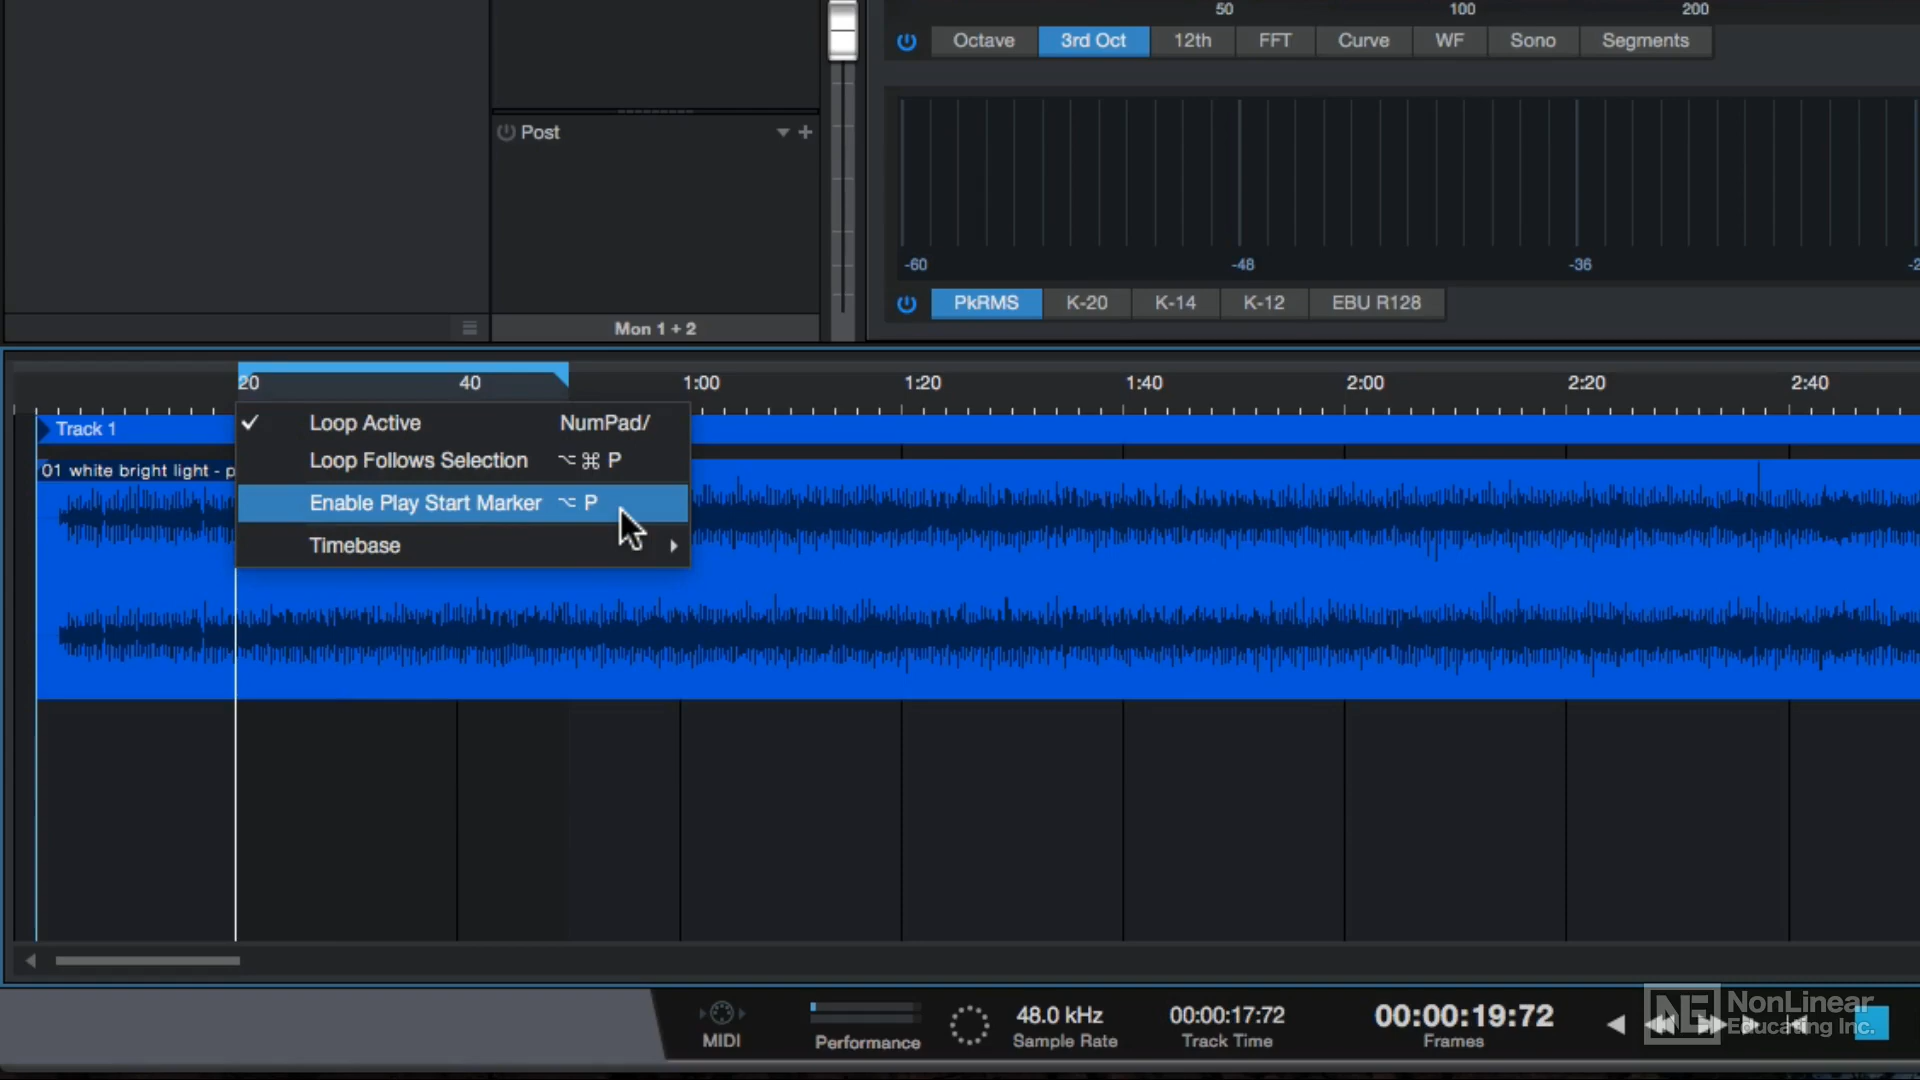 50 100 200
Octave 3rd Oct 12th FFT Curve WF Sono Segments
Post
-60 -48 -36
PkRMS K-20 K-14 K-12 EBU R128
Mon 1 + 2
20 40 1:00 1:20 1:40 2:00 2:20 2:40
Loop Active NumPad/
Track 1
Loop Follows Selection ⌥ ⌘ P
01 white bright light - p
Enable Play Start Marker ⌥ P
Timebase
48.0 kHz 00:00:17:72 00:00:19:72
MIDI Performance Sample Rate Track Time Frames
NonLinear
Educating Inc.